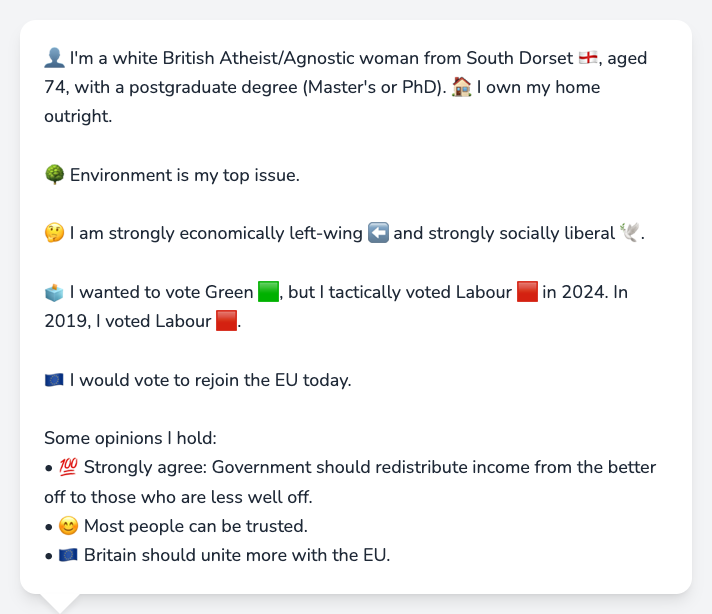 👤 I'm a white British Atheist/Agnostic woman from South Dorset 🏴󠁧󠁢󠁥󠁮󠁧󠁿, aged
74, with a postgraduate degree (Master's or PhD). 🏠 I own my home
outright.
🌳 Environment is my top issue.
🤔 I am strongly economically left-wing ⬅️ and strongly socially liberal 🕊️.
🗳️ I wanted to vote Green 🟩, but I tactically voted Labour 🟥 in 2024. In
2019, I voted Labour 🟥.
🇪🇺 I would vote to rejoin the EU today.
Some opinions I hold:
• 💯 Strongly agree: Government should redistribute income from the better
off to those who are less well off.
• 😊 Most people can be trusted.
• 🇪🇺 Britain should unite more with the EU.